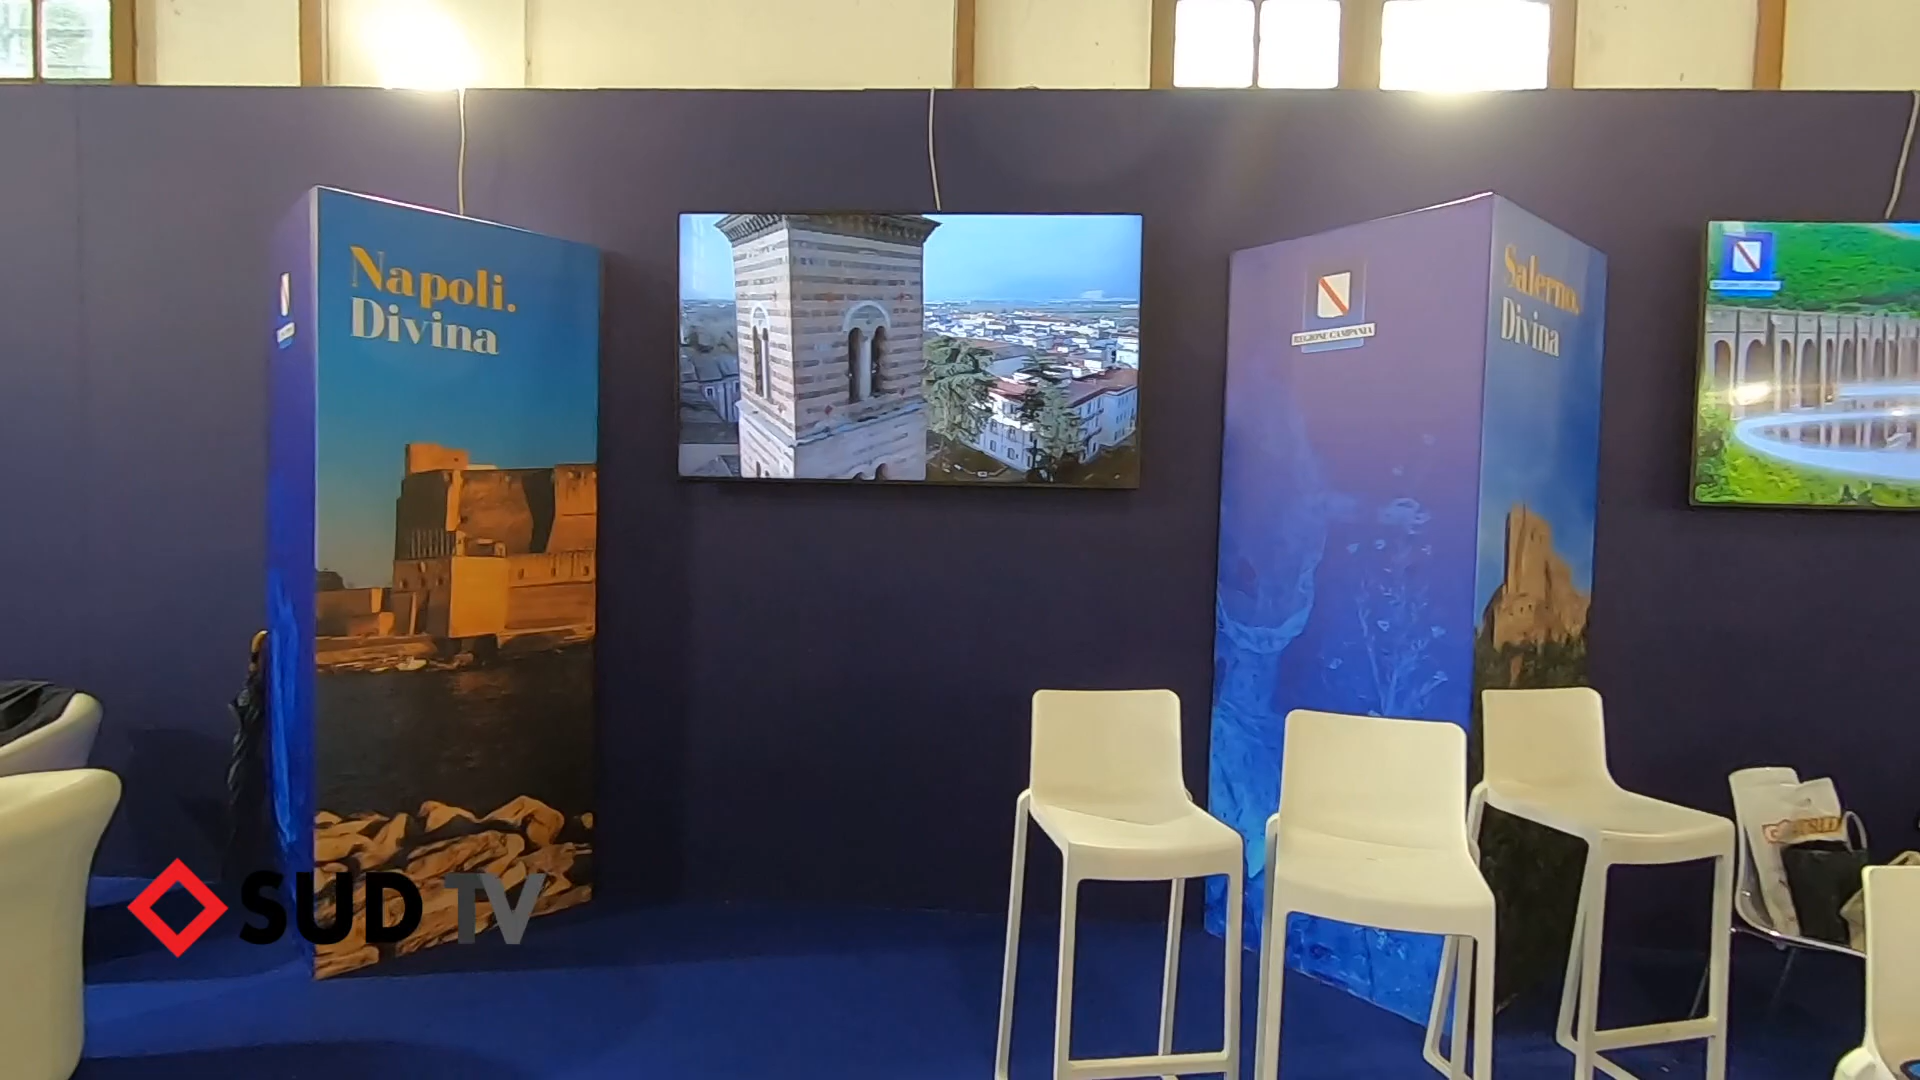 Napoli.
Divina
REGIONE CAMPANIA
Salerno.
Divina
SUD TV